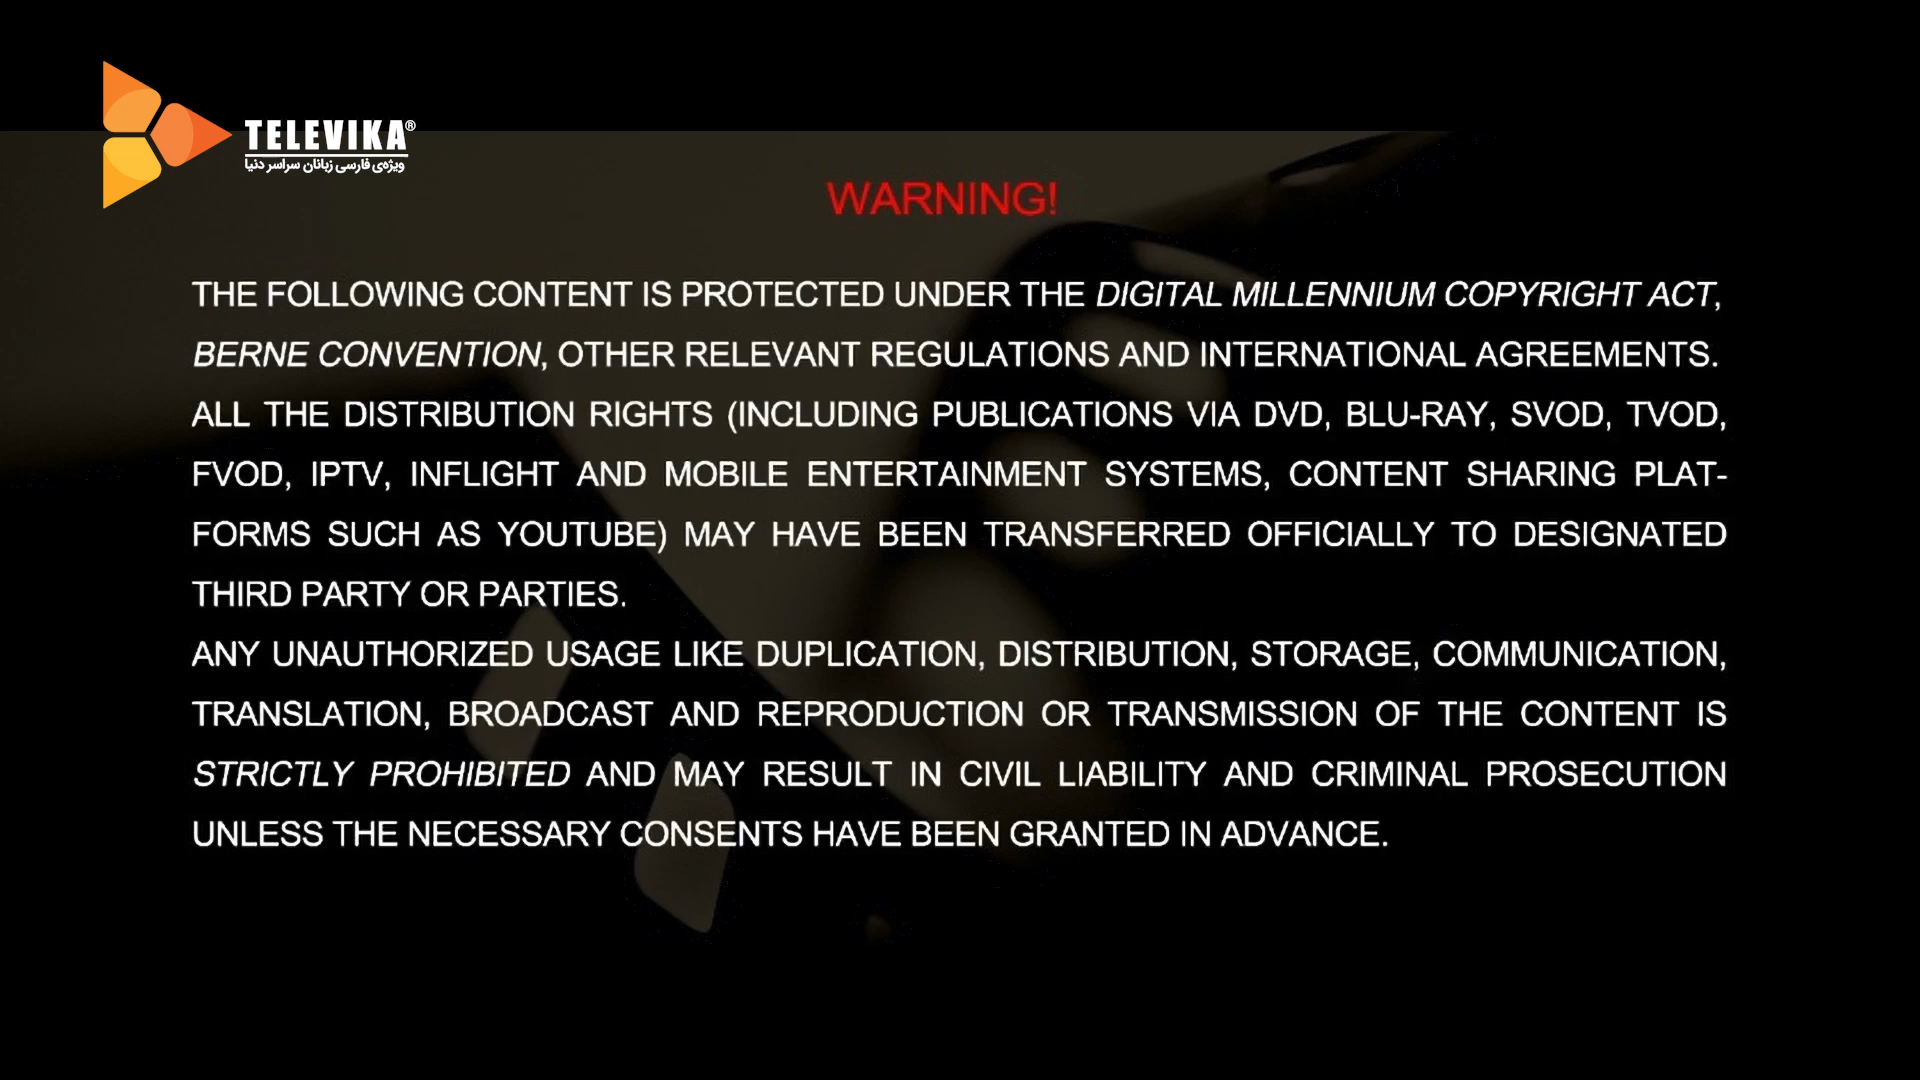 TELEVIKA®
ویژه‌ی فارسی زبانان سراسر دنیا
WARNING!
THE FOLLOWING CONTENT IS PROTECTED UNDER THE DIGITAL MILLENNIUM COPYRIGHT ACT,
BERNE CONVENTION, OTHER RELEVANT REGULATIONS AND INTERNATIONAL AGREEMENTS.
ALL THE DISTRIBUTION RIGHTS (INCLUDING PUBLICATIONS VIA DVD, BLU-RAY, SVOD, TVOD,
FVOD, IPTV, INFLIGHT AND MOBILE ENTERTAINMENT SYSTEMS, CONTENT SHARING PLAT-
FORMS SUCH AS YOUTUBE) MAY HAVE BEEN TRANSFERRED OFFICIALLY TO DESIGNATED
THIRD PARTY OR PARTIES.
ANY UNAUTHORIZED USAGE LIKE DUPLICATION, DISTRIBUTION, STORAGE, COMMUNICATION,
TRANSLATION, BROADCAST AND REPRODUCTION OR TRANSMISSION OF THE CONTENT IS
STRICTLY PROHIBITED AND MAY RESULT IN CIVIL LIABILITY AND CRIMINAL PROSECUTION
UNLESS THE NECESSARY CONSENTS HAVE BEEN GRANTED IN ADVANCE.